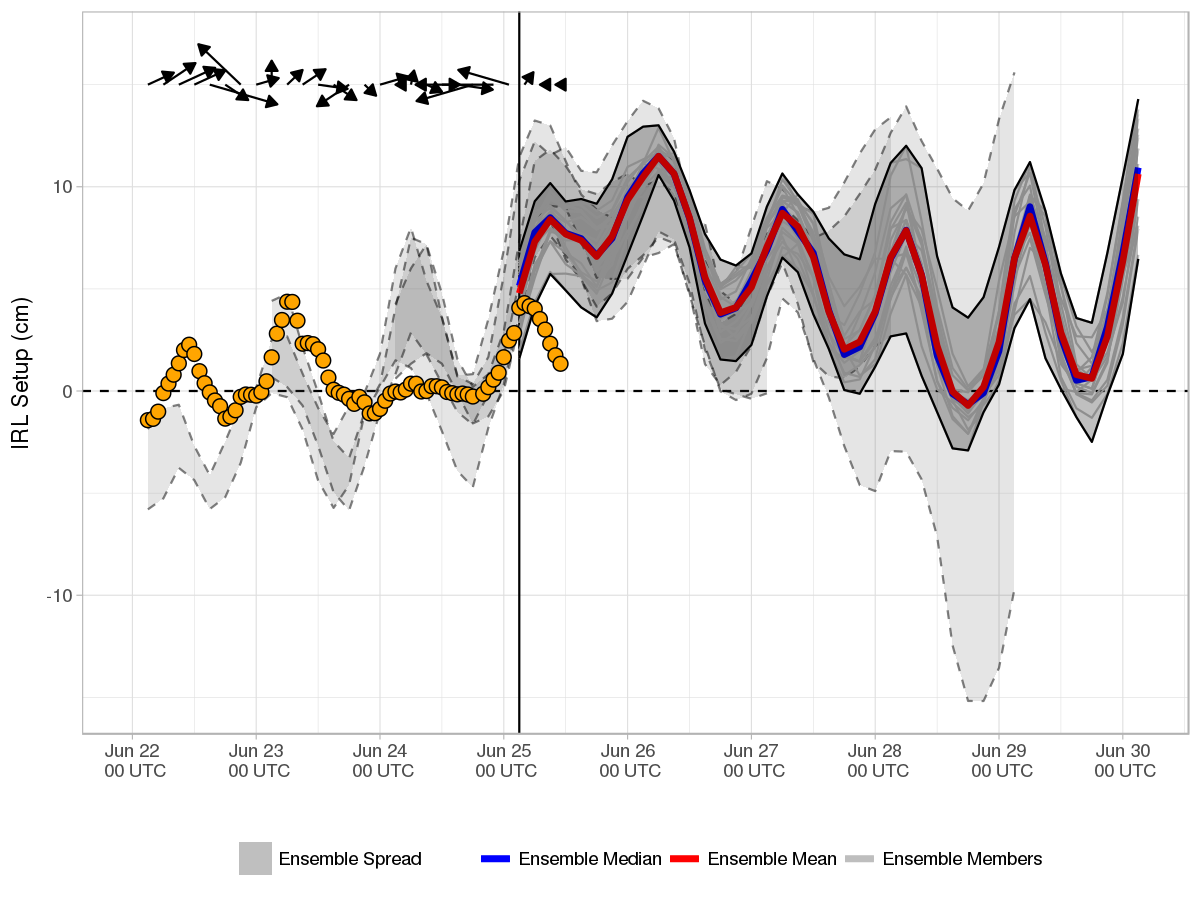 IRL Setup (cm)
10
0
-10
Jun 22 Jun 23 Jun 24 Jun 25 Jun 26 Jun 27 Jun 28 Jun 29 Jun 30
00 UTC 00 UTC 00 UTC 00 UTC 00 UTC 00 UTC 00 UTC 00 UTC 00 UTC
Ensemble Spread Ensemble Median Ensemble Mean Ensemble Members